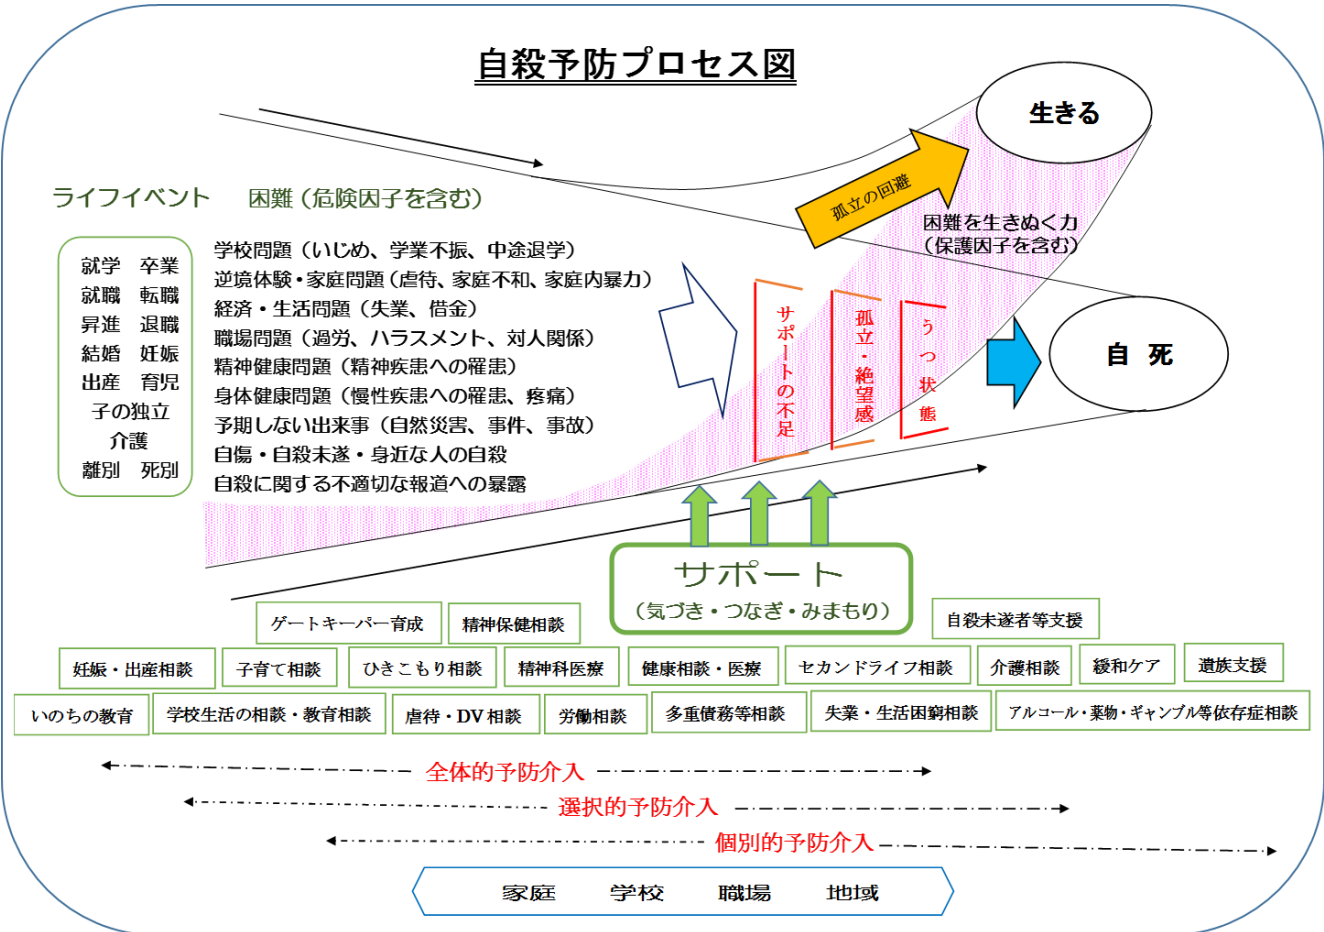 自殺予防プロセス図
生きる
孤立の回避
ライフイベント 困難（危険因子を含む）
困難を生きぬく力
（保護因子を含む）
就学 卒業
就職 転職
昇進 退職
結婚 妊娠
出産 育児
子の独立
介護
離別 死別
学校問題（いじめ、学業不振、中途退学）
逆境体験・家庭問題（虐待、家庭不和、家庭内暴力）
経済・生活問題（失業、借金）
職場問題（過労、ハラスメント、対人関係）
精神健康問題（精神疾患への罹患）
身体健康問題（慢性疾患への罹患、疼痛）
予期しない出来事（自然災害、事件、事故）
自傷・自殺未遂・身近な人の自殺
自殺に関する不適切な報道への暴露
サポートの不足
孤立・絶望感
うつ状態
自 死
サポート
（気づき・つなぎ・みまもり）
ゲートキーパー育成 精神保健相談 自殺未遂者等支援
妊娠・出産相談 子育て相談 ひきこもり相談 精神科医療 健康相談・医療 セカンドライフ相談 介護相談 緩和ケア 遺族支援
いのちの教育 学校生活の相談・教育相談 虐待・DV相談 労働相談 多重債務等相談 失業・生活困窮相談 アルコール・薬物・ギャンブル等依存症相談
全体的予防介入
選択的予防介入
個別的予防介入
家庭 学校 職場 地域